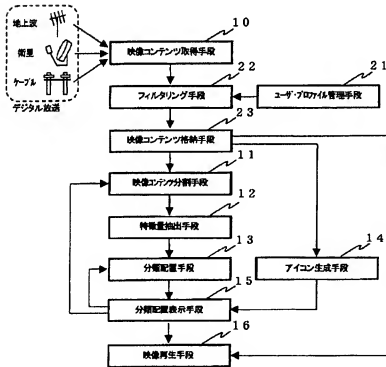 地上波
衛星
ケーブル
デジタル放送
10
映像コンテンツ取得手段
22
フィルタリング手段
21
ユーザ・プロファイル管理手段
23
映像コンテンツ格納手段
11
映像コンテンツ分割手段
12
特徴量抽出手段
13
分類配置手段
14
アイコン生成手段
15
分類配置表示手段
16
映像再生手段